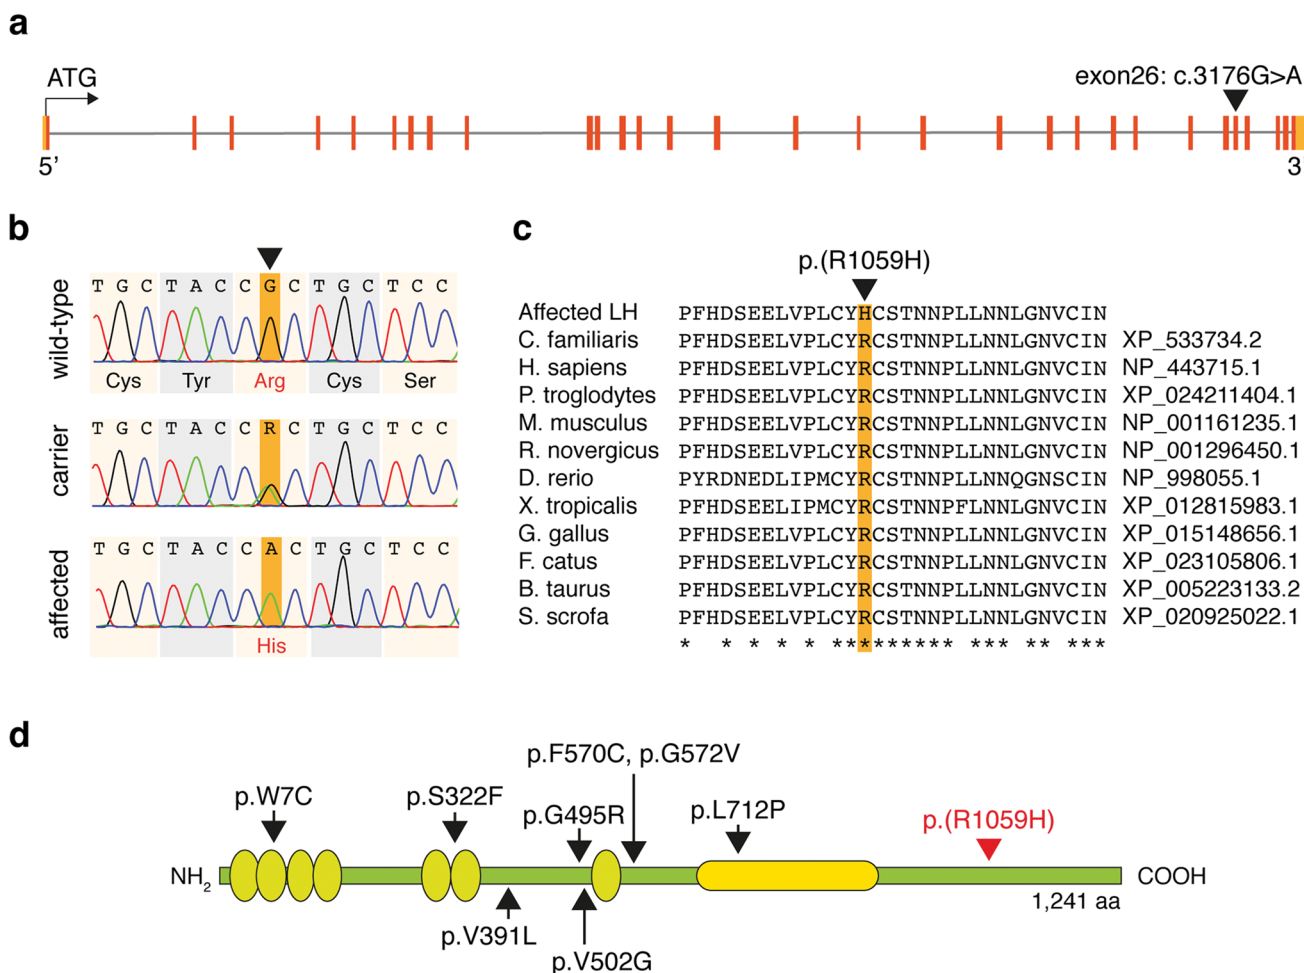 a
ATG
exon26: c.3176G>A
5’
3
b
wild-type
T G C T A C C G C T G C T C C
Cys Tyr Arg Cys Ser
carrier
T G C T A C C R C T G C T C C
affected
T G C T A C C A C T G C T C C
His
c
p.(R1059H)
Affected LH PFHDSEELVPLCYHCSTNNPLLNNLGNVCIN
C. familiaris PFHDSEELVPLCYRCSTNNPLLNNLGNVCIN XP_533734.2
H. sapiens PFHDSEELVPLCYRCSTNNPLLNNLGNVCIN NP_443715.1
P. troglodytes PFHDSEELVPLCYRCSTNNPLLNNLGNVCIN XP_024211404.1
M. musculus PFHDSEELVPLCYRCSTNNPLLNNLGNVCIN NP_001161235.1
R. novergicus PFHDSEELVPLCYRCSTNNPLLNNLGNVCIN NP_001296450.1
D. rerio PYRDNEDLIPMCYRCSTNNPLLNNQGNSCIN NP_998055.1
X. tropicalis PFHDSEELIPMCYRCSTNNPFLNNLGNVCIN XP_012815983.1
G. gallus PFHDSEELVPLCYRCSTNNPLLNNLGNVCIN XP_015148656.1
F. catus PFHDSEELVPLCYRCSTNNPLLNNLGNVCIN XP_023105806.1
B. taurus PFHDSEELVPLCYRCSTNNPLLNNLGNVCIN XP_005223133.2
S. scrofa PFHDSEELVPLCYRCSTNNPLLNNLGNVCIN XP_020925022.1
* * * * * ********* *** ** ***
d
p.F570C, p.G572V
p.W7C
p.S322F
p.G495R
p.L712P
p.(R1059H)
NH2
COOH
1,241 aa
p.V391L
p.V502G